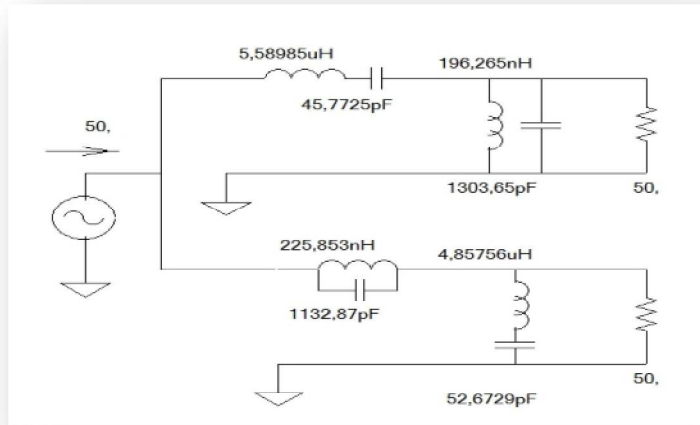 5,58985uH
196,265nH
45,7725pF
50,
1303,65pF
50,
225,853nH
4,85756uH
1132,87pF
50,
52,6729pF